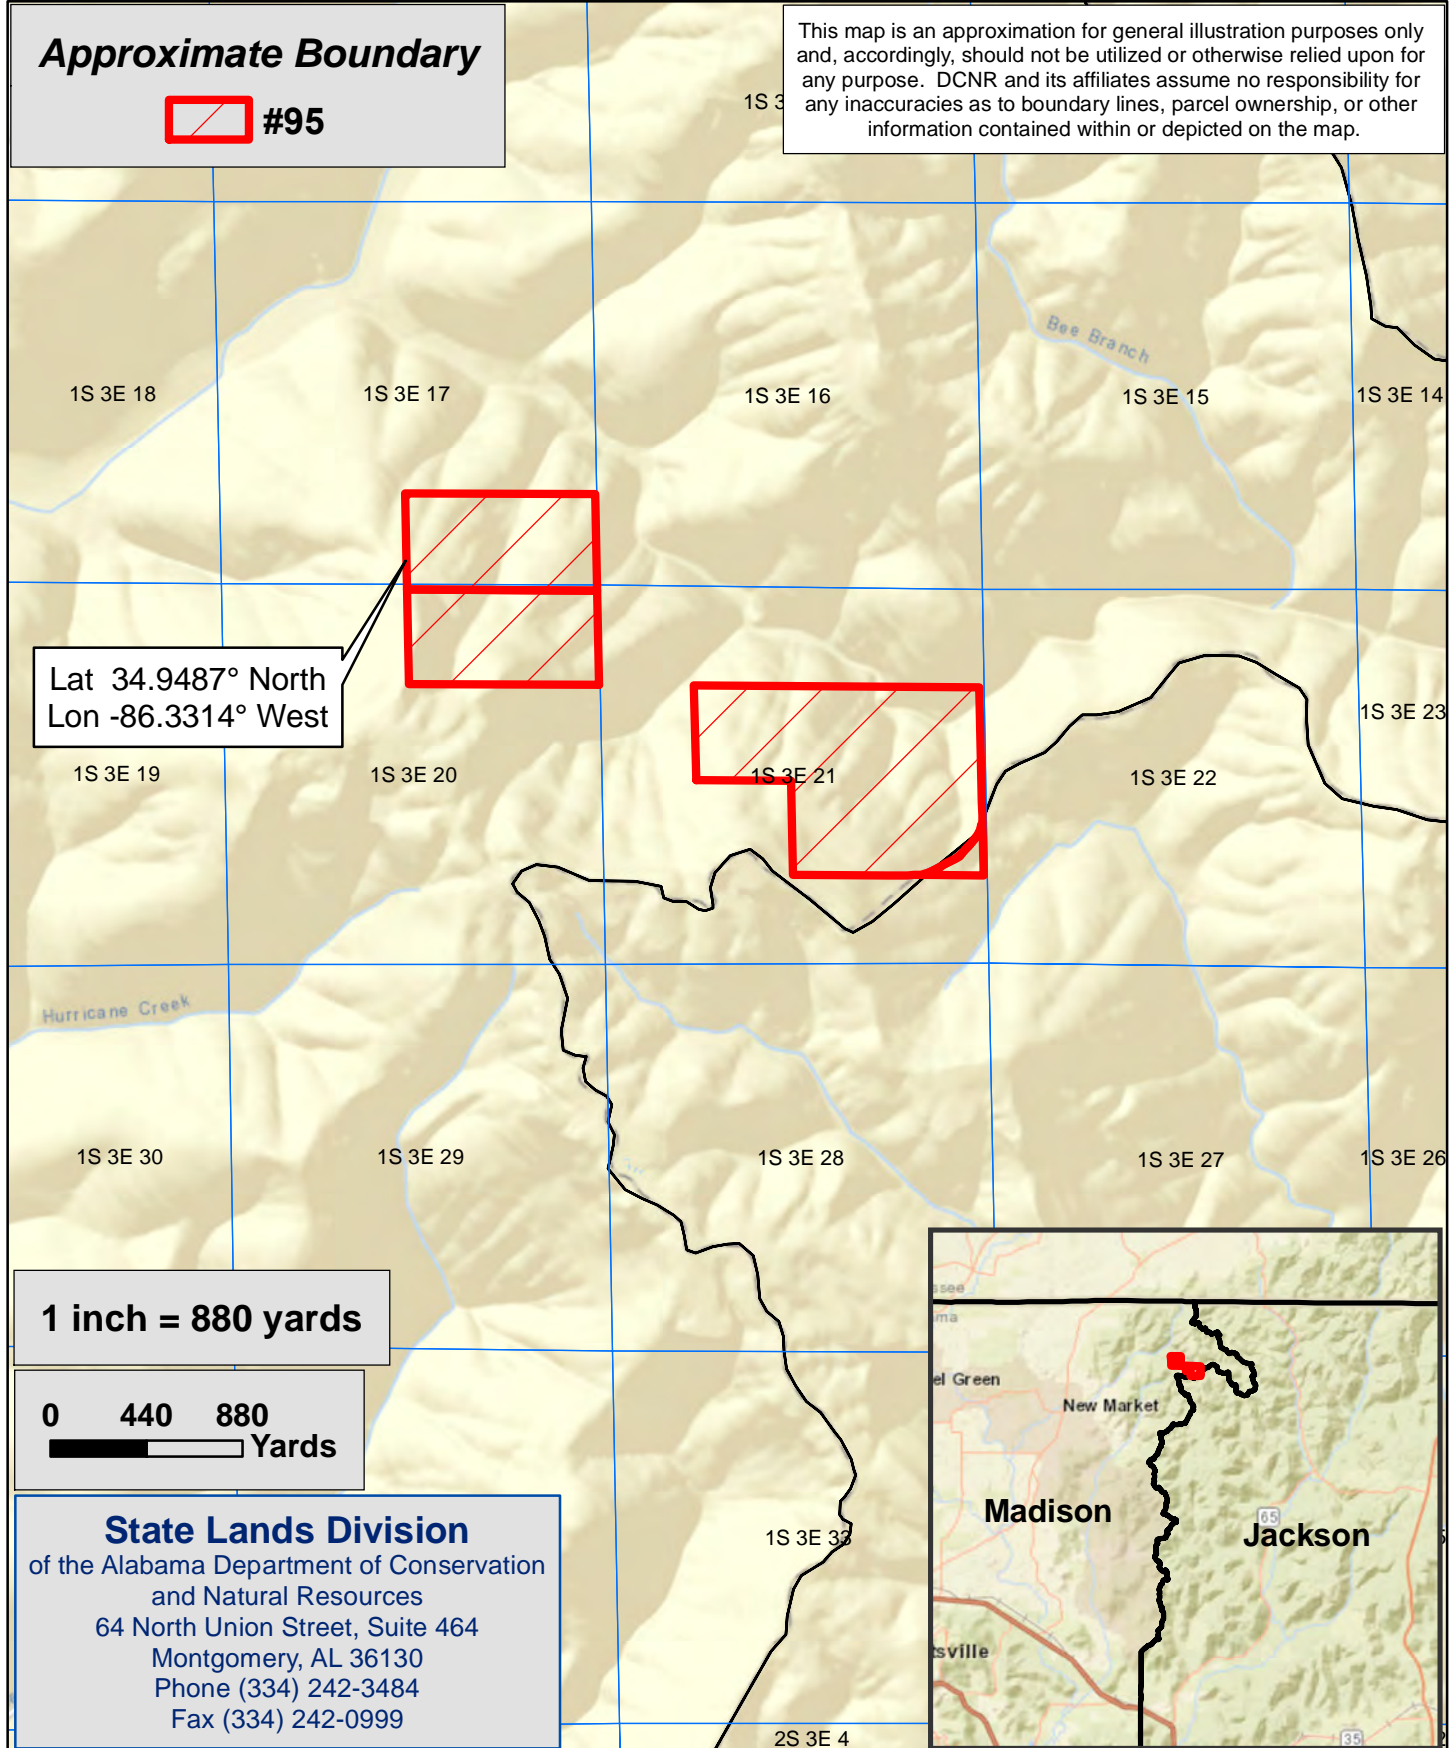 Approximate Boundary
#95
This map is an approximation for general illustration purposes only
and, accordingly, should not be utilized or otherwise relied upon for
any purpose.  DCNR and its affiliates assume no responsibility for
any inaccuracies as to boundary lines, parcel ownership, or other
information contained within or depicted on the map.
1S 3
Bee Branch
1S 3E 18
1S 3E 17
1S 3E 16
1S 3E 15
1S 3E 14
Lat  34.9487° North
Lon -86.3314° West
1S 3E 23
1S 3E 19
1S 3E 20
1S 3E 21
1S 3E 22
Hurricane Creek
1S 3E 30
1S 3E 29
1S 3E 28
1S 3E 27
1S 3E 26
1 inch = 880 yards
0 440 880
Yards
1S 3E 33
2S 3E 4
State Lands Division
of the Alabama Department of Conservation
and Natural Resources
64 North Union Street, Suite 464
Montgomery, AL 36130
Phone (334) 242-3484
Fax (334) 242-0999
ssee
ma
el Green
New Market
Madison
65
Jackson
tsville
35